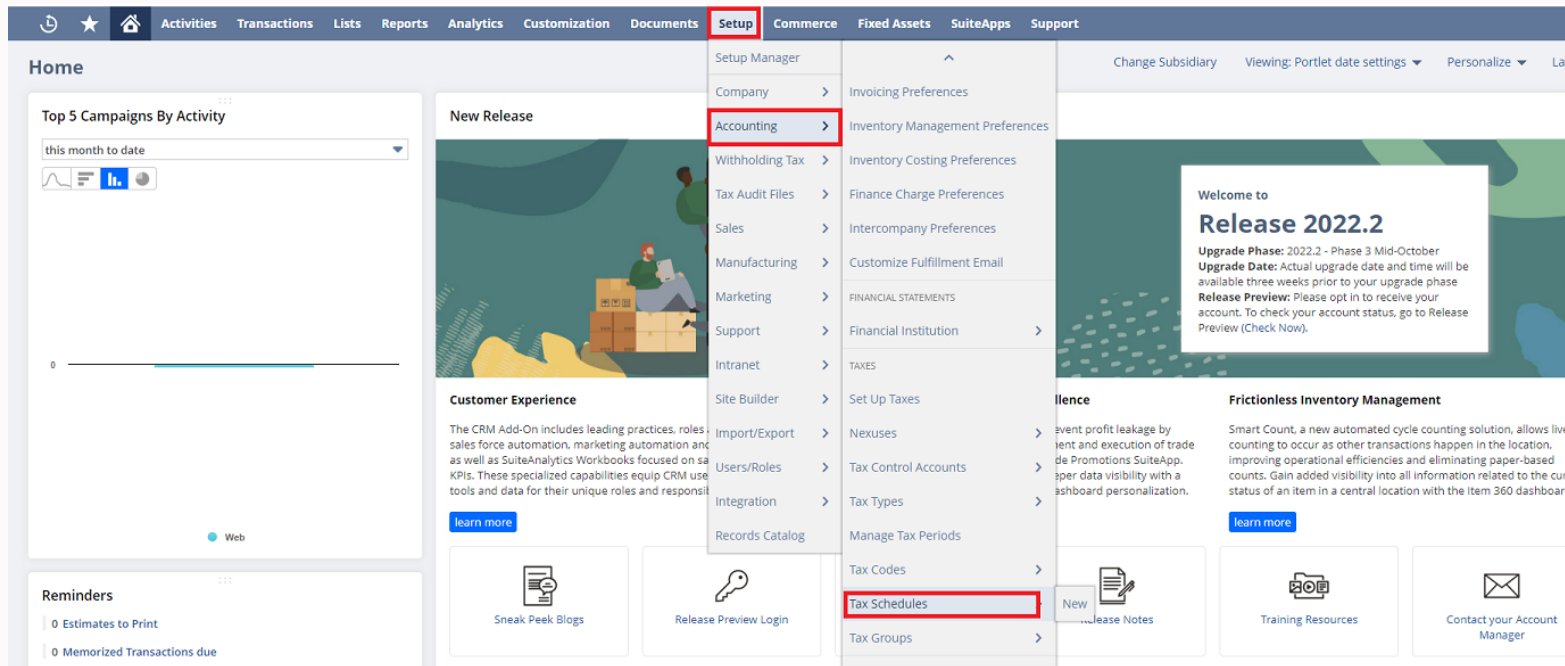 Activities Transactions Lists Reports Analytics Customization Documents Setup Commerce Fixed Assets SuiteApps Support
Home
Change Subsidiary Viewing: Portlet date settings Personalize
Top 5 Campaigns By Activity
this month to date
0
Web
Reminders
0 Estimates to Print
0 Memorized Transactions due
New Release
Setup Manager
Company
Accounting
Withholding Tax
Tax Audit Files
Sales
Manufacturing
Marketing
Support
Intranet
Site Builder
Import/Export
Users/Roles
Integration
Records Catalog
Invoicing Preferences
Inventory Management Preferences
Inventory Costing Preferences
Finance Charge Preferences
Intercompany Preferences
Customize Fulfillment Email
FINANCIAL STATEMENTS
Financial Institution
TAXES
Set Up Taxes
Nexuses
Tax Control Accounts
Tax Types
Manage Tax Periods
Tax Codes
Tax Schedules
New
Tax Groups
Welcome to
Release 2022.2
Upgrade Phase: 2022.2 - Phase 3 Mid-October
Upgrade Date: Actual upgrade date and time will be
available three weeks prior to your upgrade phase
Release Preview: Please opt in to receive your
account. To check your account status, go to Release
Preview (Check Now).
Customer Experience
The CRM Add-On includes leading practices, roles
sales force automation, marketing automation and
as well as SuiteAnalytics Workbooks focused on
KPIs. These specialized capabilities equip CRM
tools and data for their unique roles and
learn more
event profit leakage by
and execution of trade
Promotions SuiteApp.
data visibility with a
personalization.
Frictionless Inventory Management
Smart Count, a new automated cycle counting solution, allows
counting to occur as other transactions happen in the location,
improving operational efficiencies and eliminating paper-based
counts. Gain added visibility into all information related to the
status of an item in a central location with the Item 360
learn more
Sneak Peek Blogs
Release Preview Login
Notes
Training Resources
Contact your Account
Manager